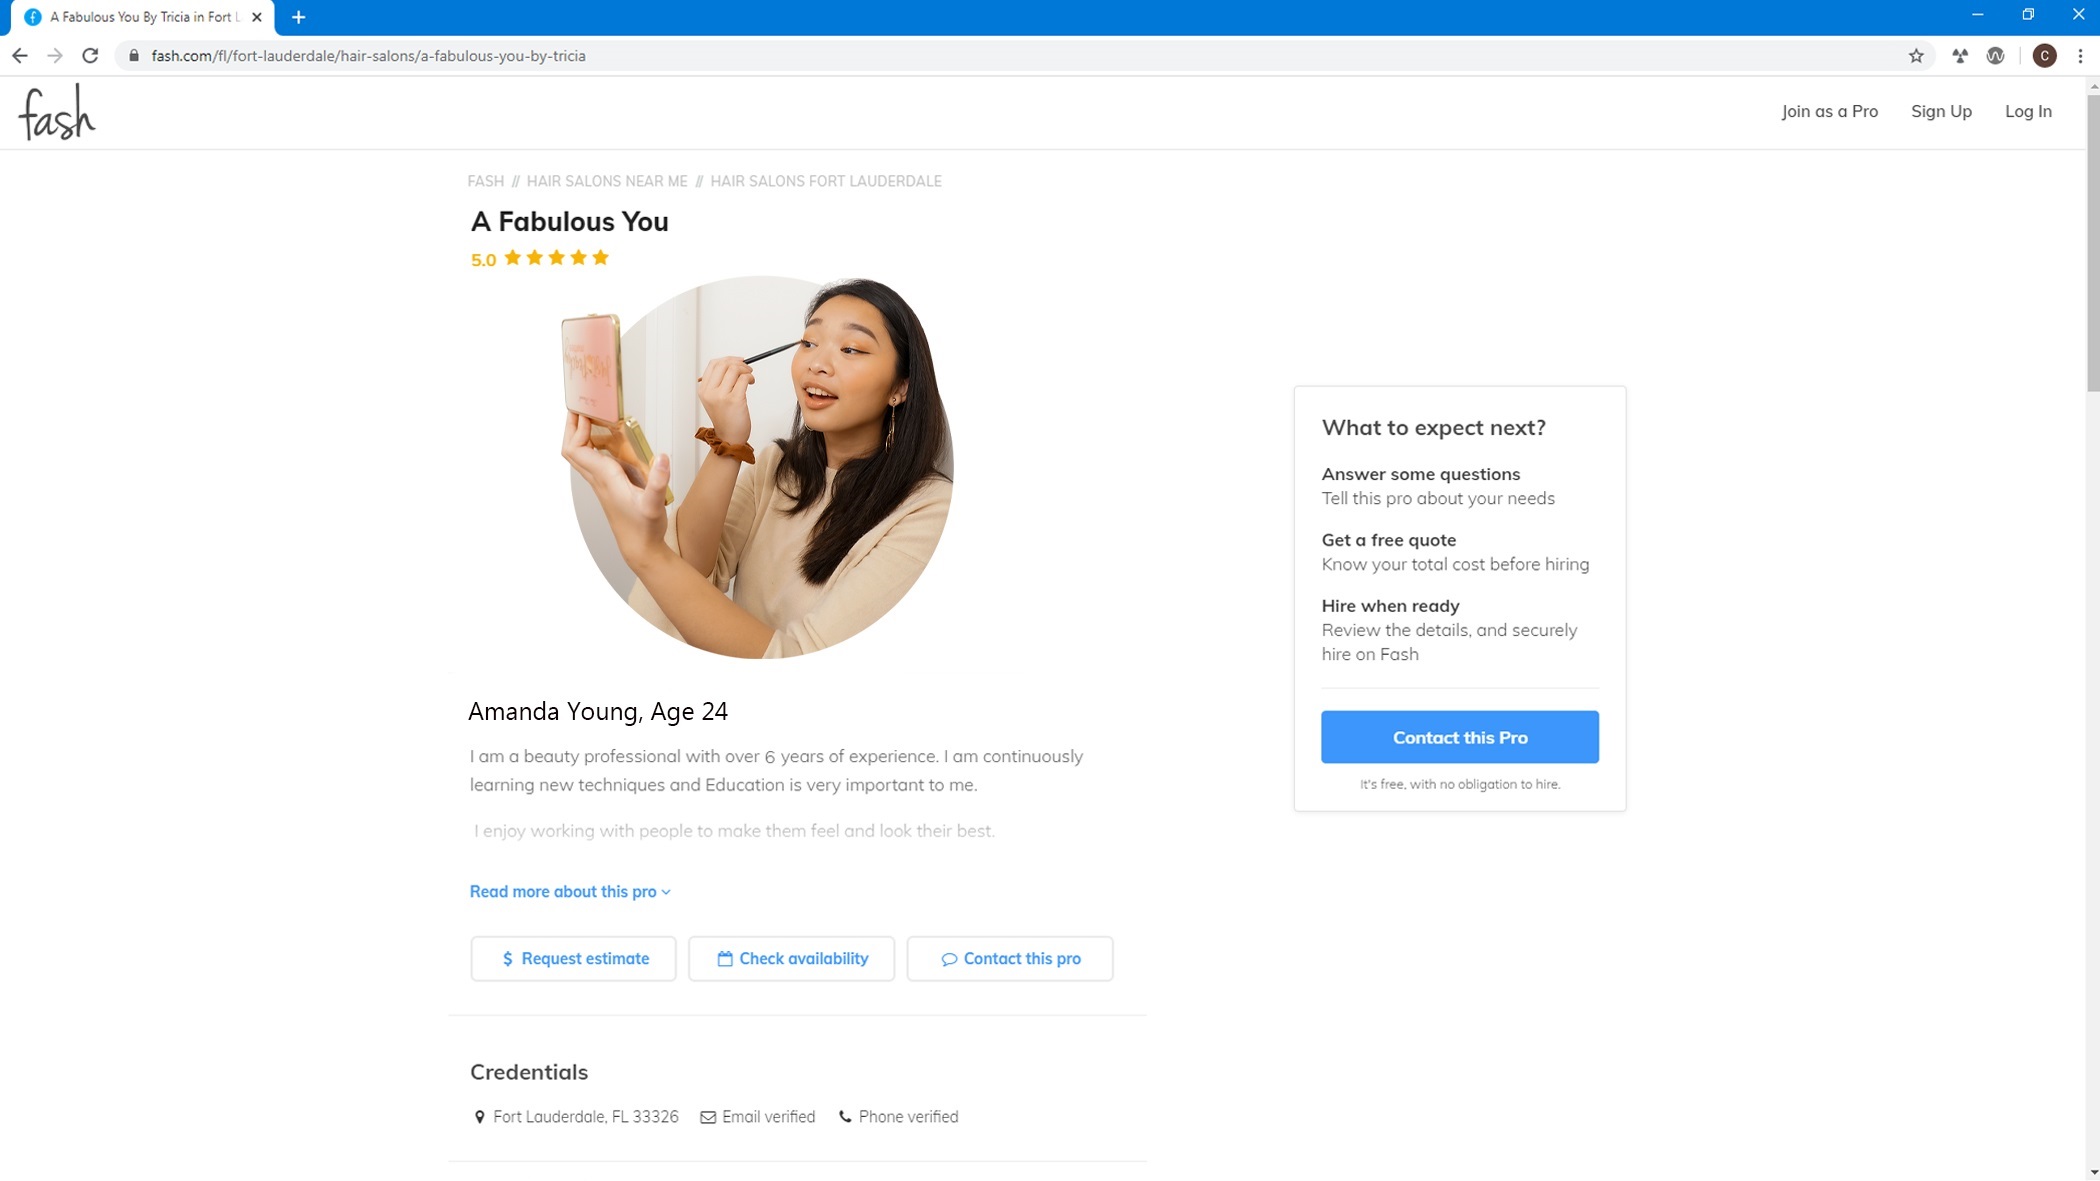 A Fabulous You By Tricia in Fort L
fash.com/fl/fort-lauderdale/hair-salons/a-fabulous-you-by-tricia
C
fash
Join as a Pro
Sign Up
Log In
FASH // HAIR SALONS NEAR ME // HAIR SALONS FORT LAUDERDALE
A Fabulous You
5.0
Amanda Young, Age 24
I am a beauty professional with over 6 years of experience. I am continuously
learning new techniques and Education is very important to me.
I enjoy working with people to make them feel and look their best.
Read more about this pro
$ Request estimate
Check availability
Contact this pro
Credentials
Fort Lauderdale, FL 33326
Email verified
Phone verified
What to expect next?
Answer some questions
Tell this pro about your needs
Get a free quote
Know your total cost before hiring
Hire when ready
Review the details, and securely
hire on Fash
Contact this Pro
It's free, with no obligation to hire.